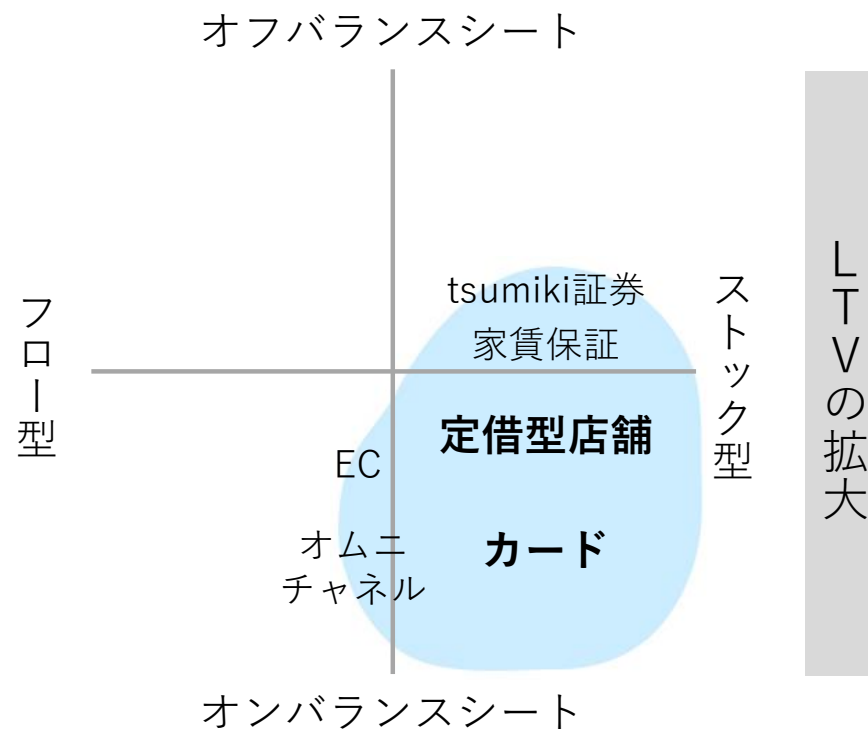 オフバランスシート
フロー型
tsumiki証券
家賃保証
ストック型
定借型店舗
EC
カード
オムニ
チャネル
オンバランスシート
LTVの拡大